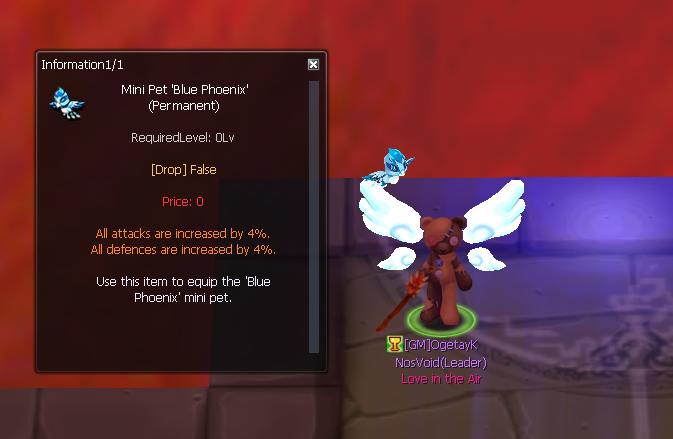 Information1/1
Mini Pet 'Blue Phoenix'
(Permanent)
RequiredLevel: 0Lv
[Drop] False
Price: 0
All attacks are increased by 4%.
All defences are increased by 4%.
Use this item to equip the 'Blue
Phoenix' mini pet.
[GM]OgetayK
NosVoid(Leader)
Love in the Air